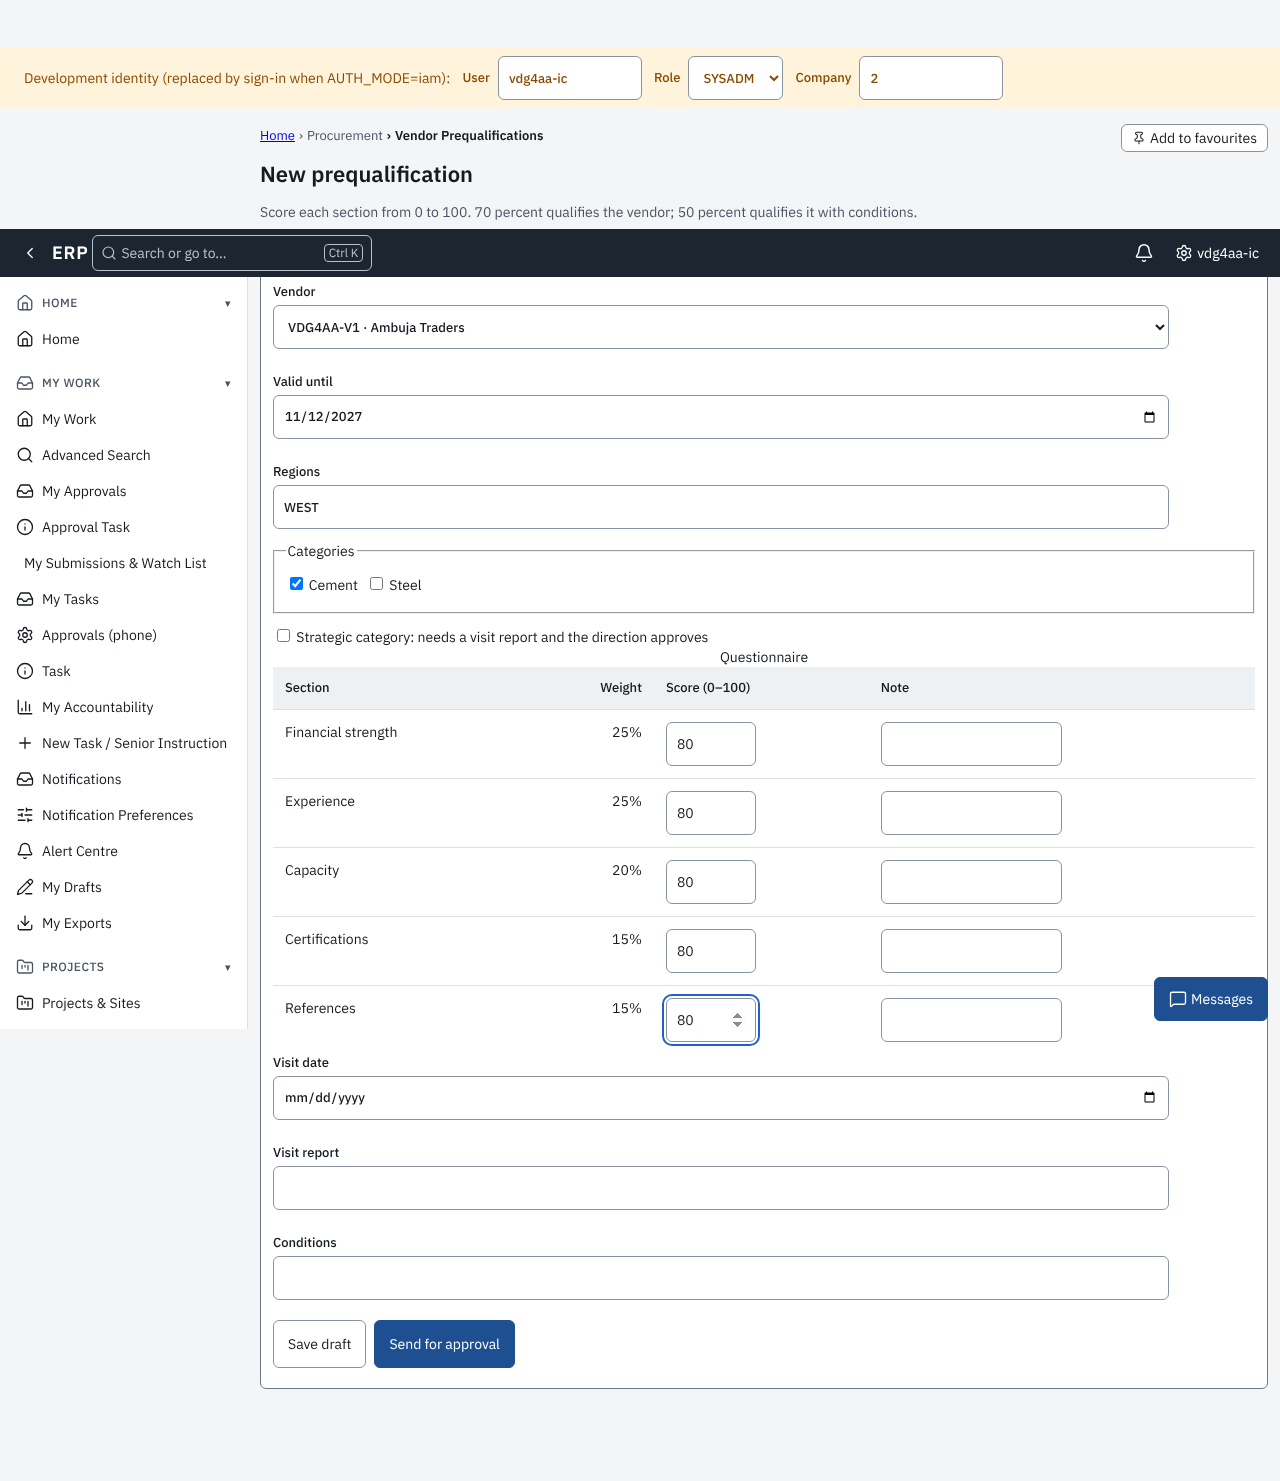 Development identity (replaced by sign-in when AUTH_MODE=iam): User vdg4aa-ic Role SYSADM Company 2
Home › Procurement › Vendor Prequalifications
Add to favourites
New prequalification
Score each section from 0 to 100. 70 percent qualifies the vendor; 50 percent qualifies it with conditions.
ERP Search or go to... Ctrl K vdg4aa-ic
HOME
Home
MY WORK
My Work
Advanced Search
My Approvals
Approval Task
My Submissions & Watch List
My Tasks
Approvals (phone)
Task
My Accountability
New Task / Senior Instruction
Notifications
Notification Preferences
Alert Centre
My Drafts
My Exports
PROJECTS
Projects & Sites
Vendor
VDG4AA-V1 · Ambuja Traders
Valid until
11/12/2027
Regions
WEST
Categories
Cement Steel
Strategic category: needs a visit report and the direction approves
Questionnaire
Section Weight Score (0–100) Note
Financial strength 25% 80
Experience 25% 80
Capacity 20% 80
Certifications 15% 80
References 15% 80
Messages
Visit date
mm/dd/yyyy
Visit report
Conditions
Save draft Send for approval